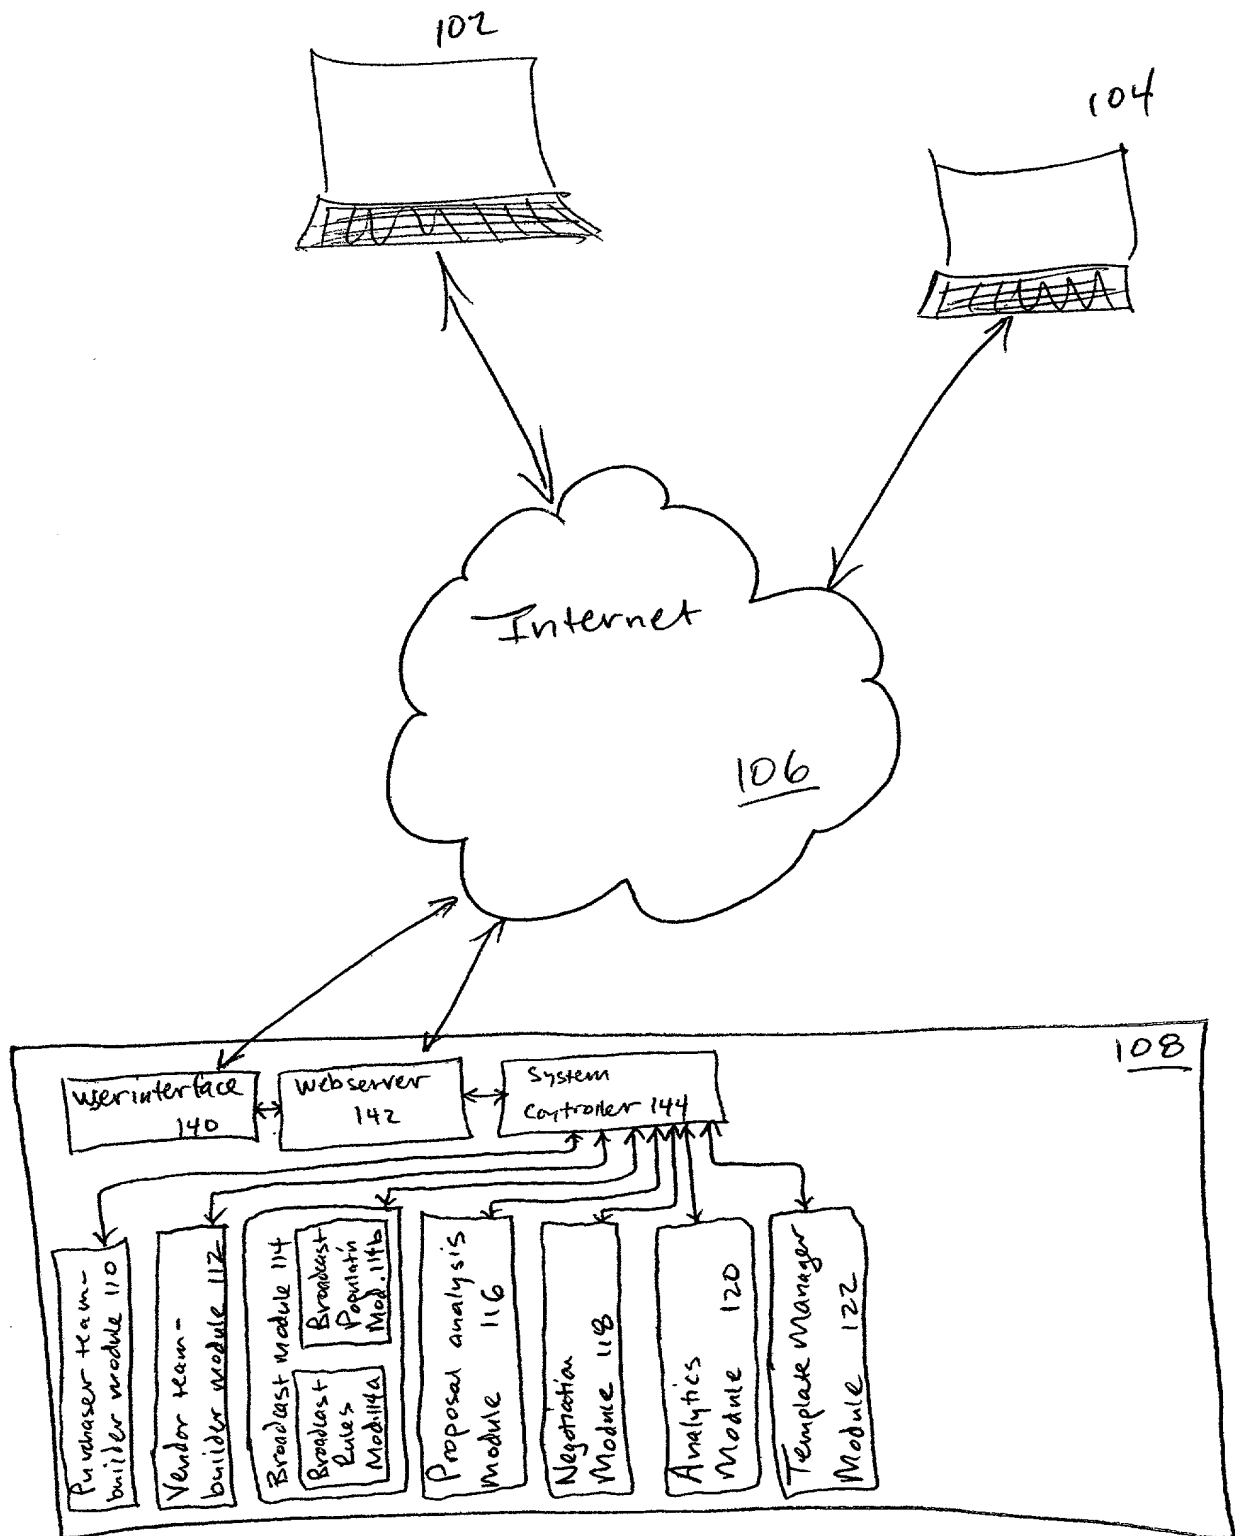 102
104
Internet
106
108
userinterface
140
Webserver
142
System
Controller 144
Purchaser team-
builder module 110
Vendor team-
builder module 112
Broadcast module 114
Broadcast
Rules
Mod. 114a
Broadcast
Populat'n
Mod. 114b
Proposal analysis
Module 116
Negotiation
Module 118
Analytics
Module 120
Template Manager
Module 122